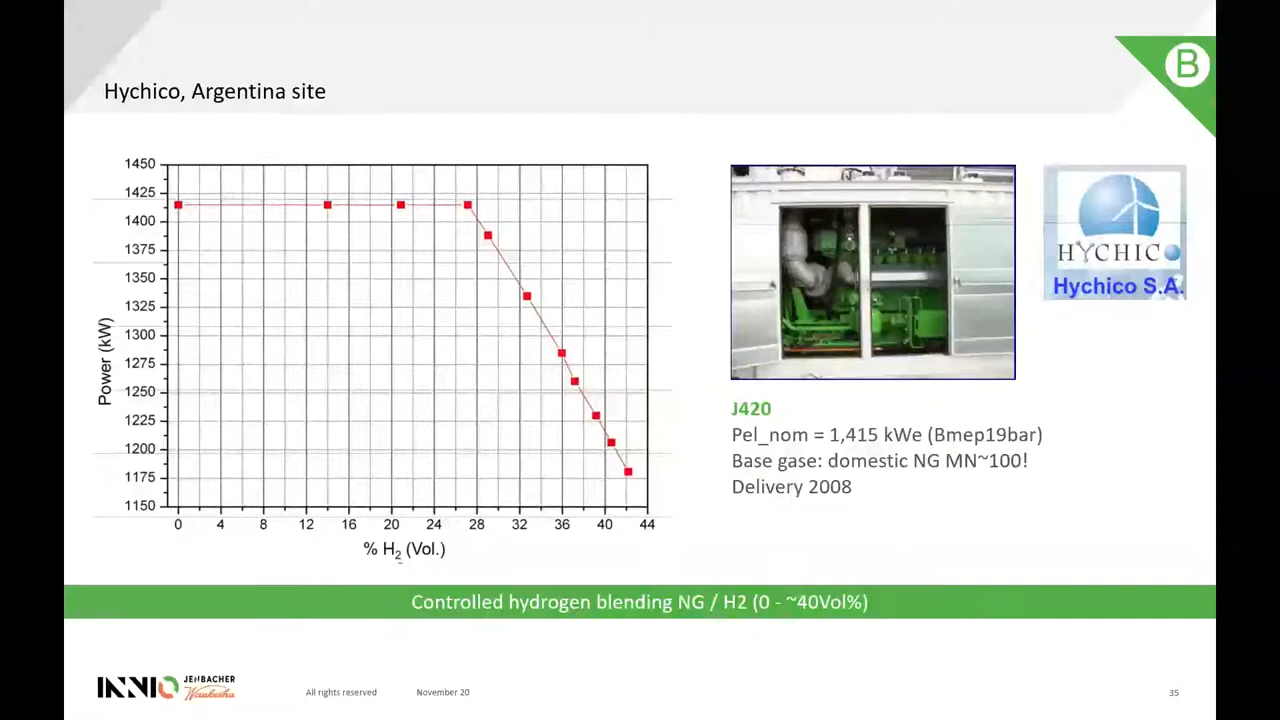 B
Hychico, Argentina site
1450
1425
1400
1375
1350
1325
1300
1275
1250
1225
1200
1175
1150
Power (kW)
0 4 8 12 16 20 24 28 32 36 40 44
% H2 (Vol.)
HYCHICO
Hychico S.A.
J420
Pel_nom = 1,415 kWe (Bmep19bar)
Base gase: domestic NG MN~100!
Delivery 2008
Controlled hydrogen blending NG / H2 (0 - ~40Vol%)
INNIO
JENBACHER
Waukesha
All rights reserved
November 20
35